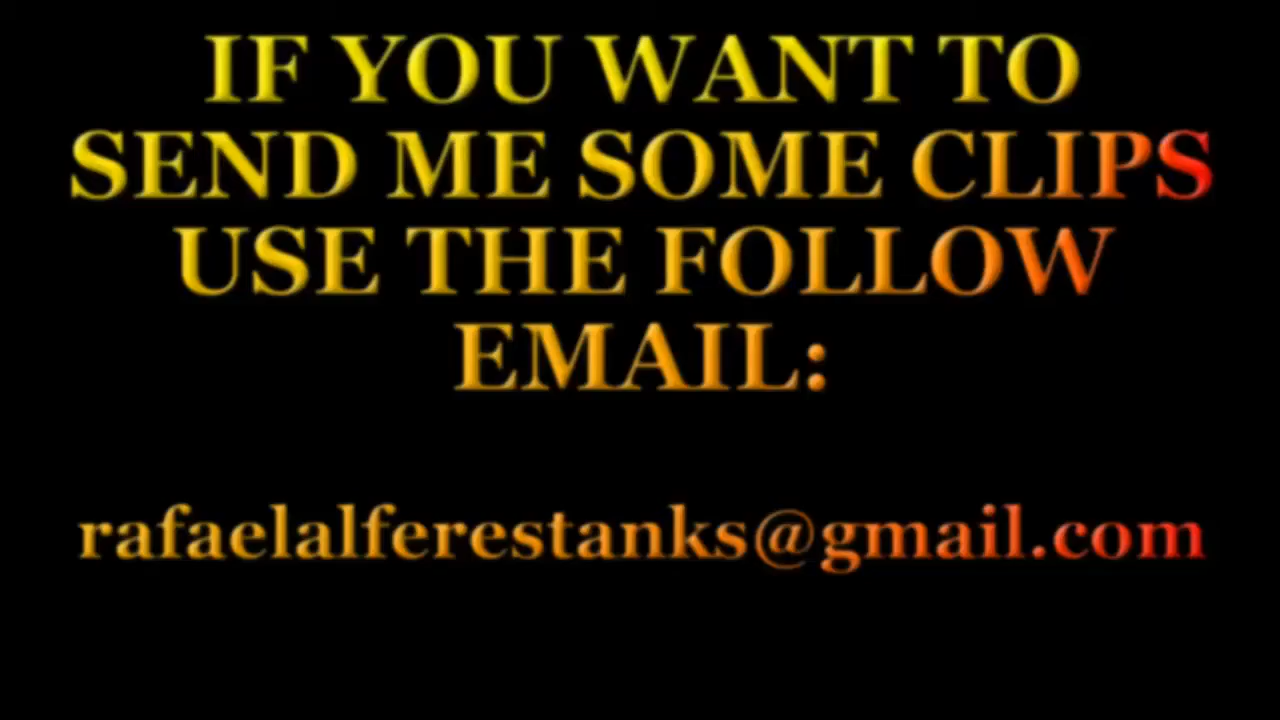 IF YOU WANT TO
SEND ME SOME CLIPS
USE THE FOLLOW
EMAIL:
rafaelalferestanks@gmail.com